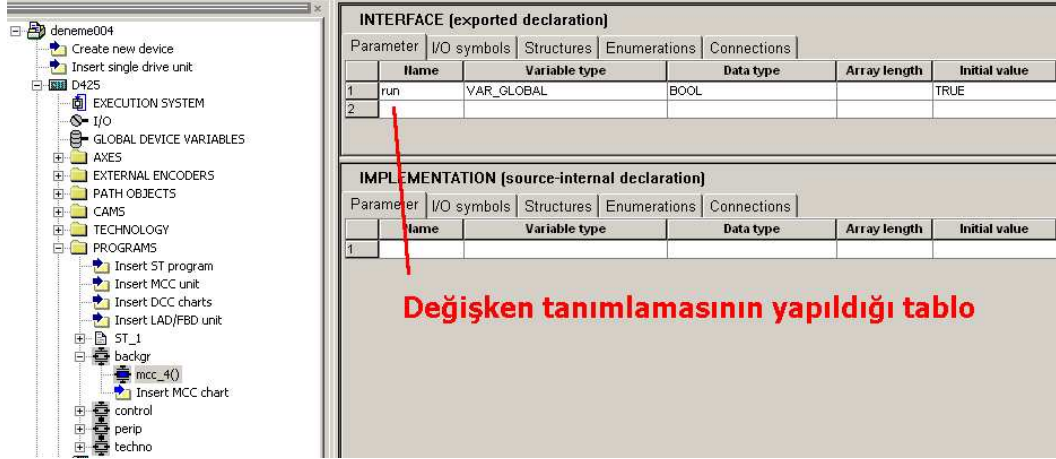 deneme004
Create new device
Insert single drive unit
D425
EXECUTION SYSTEM
I/O
GLOBAL DEVICE VARIABLES
AXES
EXTERNAL ENCODERS
PATH OBJECTS
CAMS
TECHNOLOGY
PROGRAMS
Insert ST program
Insert MCC unit
Insert DCC charts
Insert LAD/FBD unit
ST_1
backgr
mcc_4()
Insert MCC chart
control
perip
techno
INTERFACE (exported declaration)
Parameter I/O symbols Structures Enumerations Connections
Name Variable type Data type Array length Initial value
1 run VAR_GLOBAL BOOL TRUE
2
IMPLEMENTATION (source-internal declaration)
Parameter I/O symbols Structures Enumerations Connections
Name Variable type Data type Array length Initial value
1
Değişken tanımlamasının yapıldığı tablo